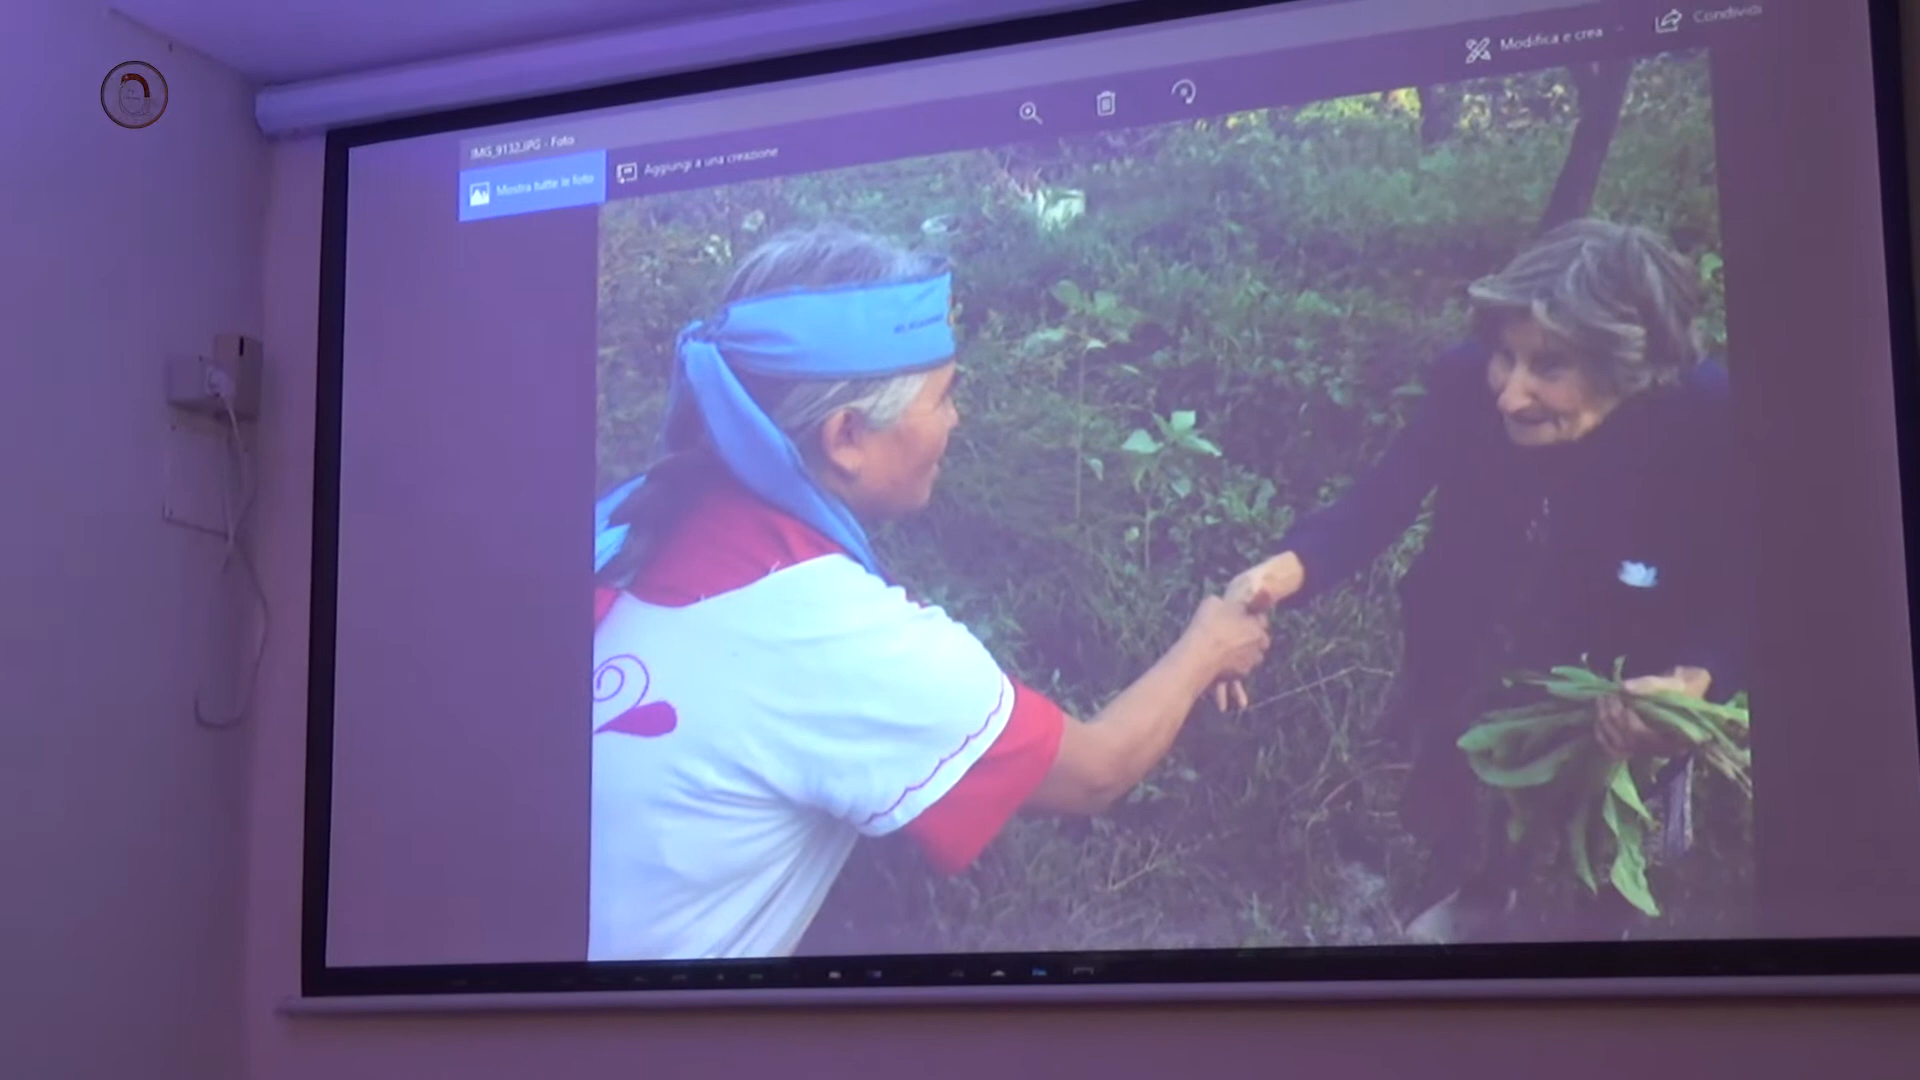 Condividi
Modifica e crea
IMG_9132.JPG - Foto
Aggiungi a una creazione
Mostra tutte le foto